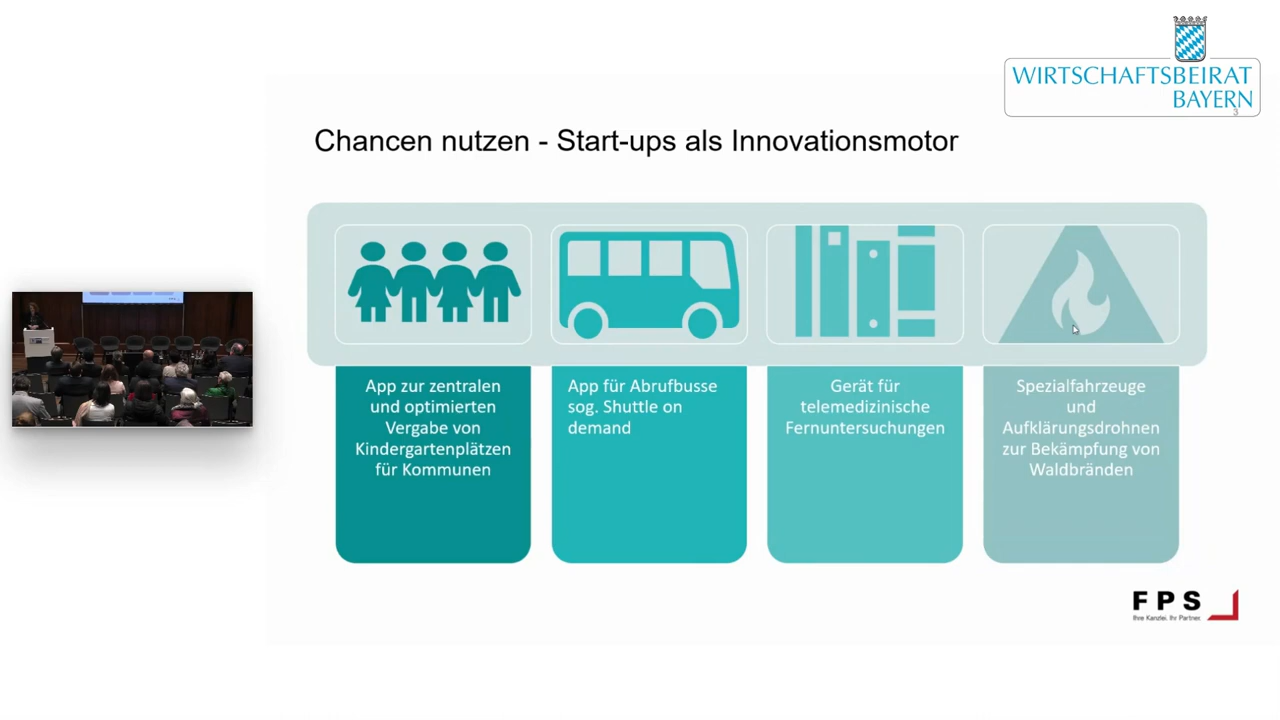 WIRTSCHAFTSBEIRAT
BAYERN
3
Chancen nutzen - Start-ups als Innovationsmotor
App zur zentralen
und optimierten
Vergabe von
Kindergartenplätzen
für Kommunen
App für Abrufbusse
sog. Shuttle on
demand
Gerät für
telemedizinische
Fernuntersuchungen
Spezialfahrzeuge
und
Aufklärungsdrohnen
zur Bekämpfung von
Waldbränden
FPS
Ihre Kanzlei. Ihr Partner.